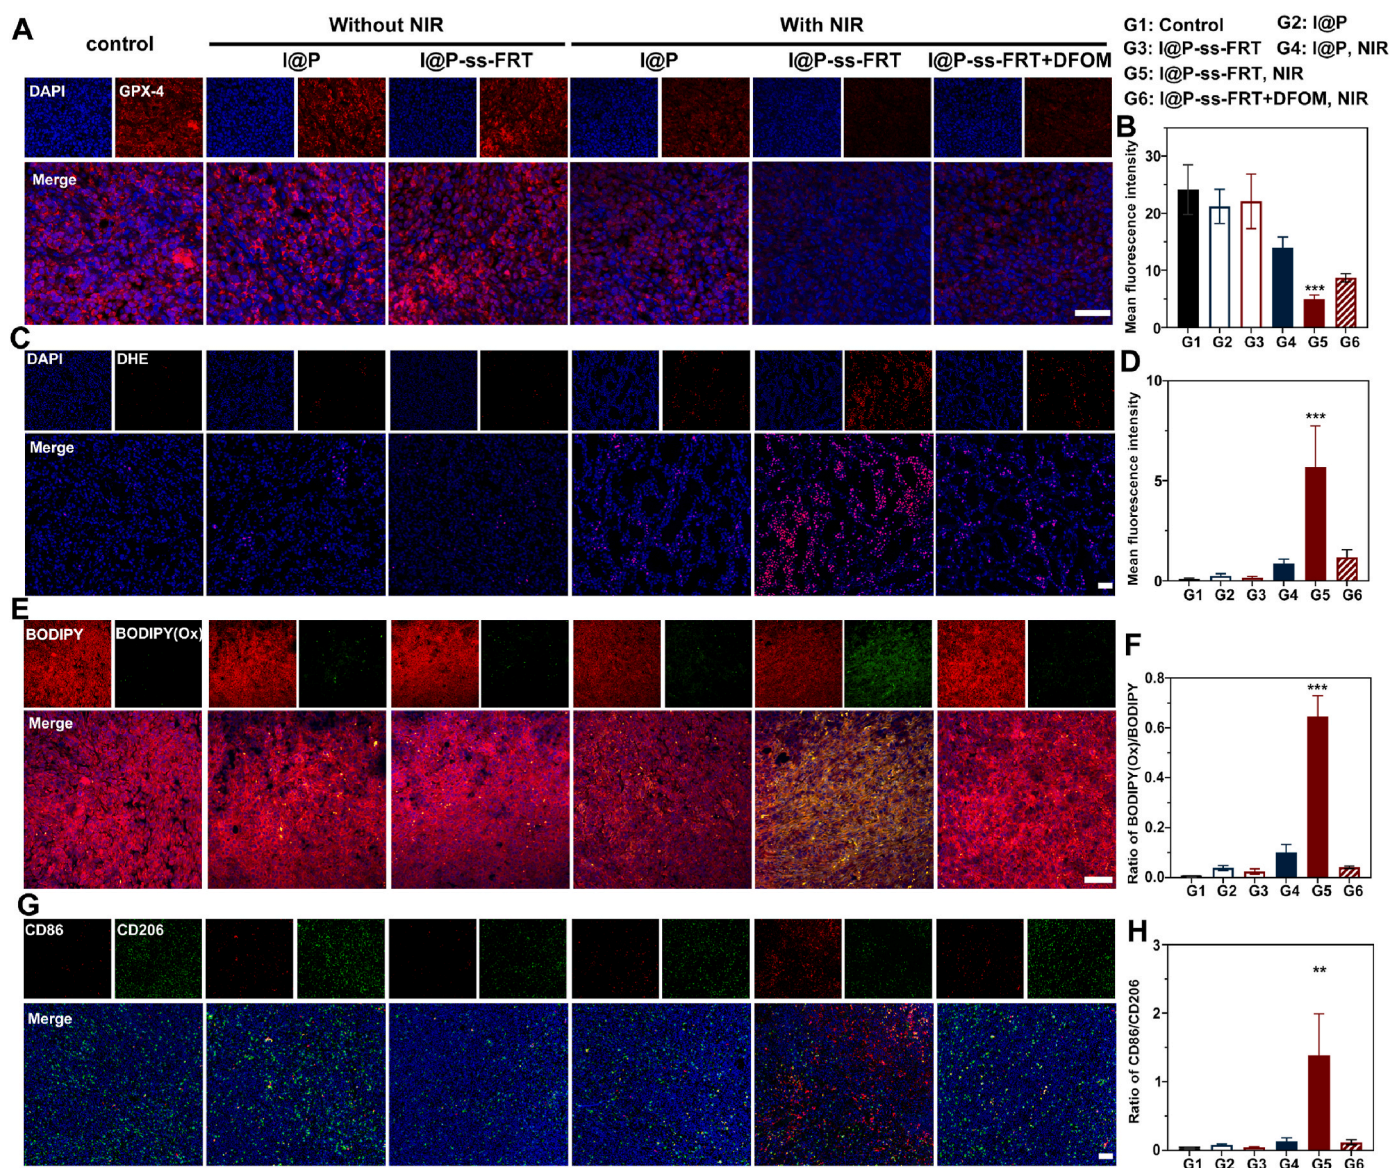 A
control
Without NIR
With NIR
I@P
I@P-ss-FRT
I@P
I@P-ss-FRT
I@P-ss-FRT+DFOM
G1: Control G2: I@P
G3: I@P-ss-FRT G4: I@P, NIR
G5: I@P-ss-FRT, NIR
G6: I@P-ss-FRT+DFOM, NIR
DAPI
GPX-4
Merge
B
Mean fluorescence intensity
30
20
10
0
***
G1 G2 G3 G4 G5 G6
C
DAPI
DHE
Merge
D
Mean fluorescence intensity
10
5
0
***
G1 G2 G3 G4 G5 G6
E
BODIPY
BODIPY(Ox)
Merge
F
Ratio of BODIPY(Ox)/BODIPY
0.8
0.6
0.4
0.2
0.0
***
G1 G2 G3 G4 G5 G6
G
CD86
CD206
Merge
H
Ratio of CD86/CD206
3
2
1
0
**
G1 G2 G3 G4 G5 G6